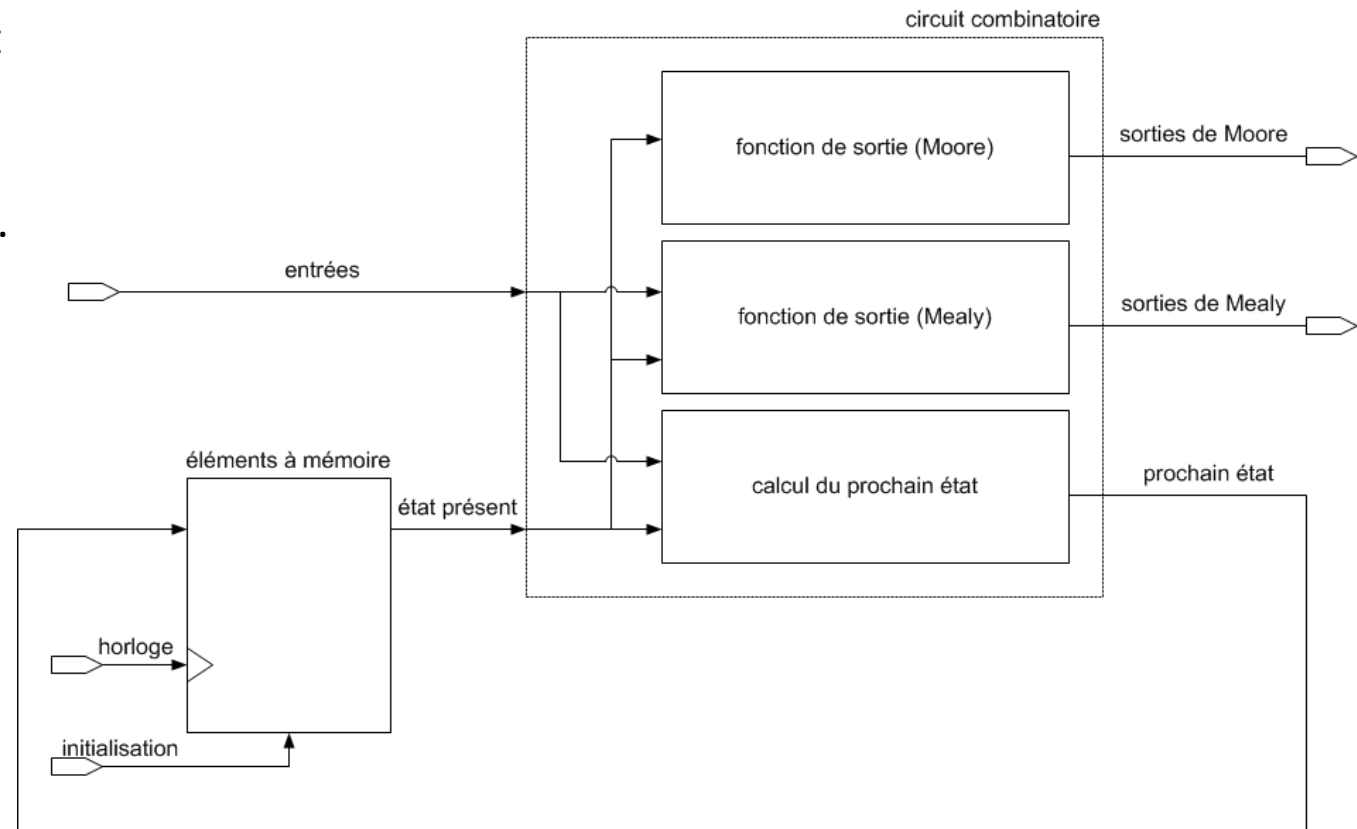 circuit combinatoire
fonction de sortie (Moore)
sorties de Moore
entrées
fonction de sortie (Mealy)
sorties de Mealy
éléments à mémoire
état présent
calcul du prochain état
prochain état
horloge
initialisation